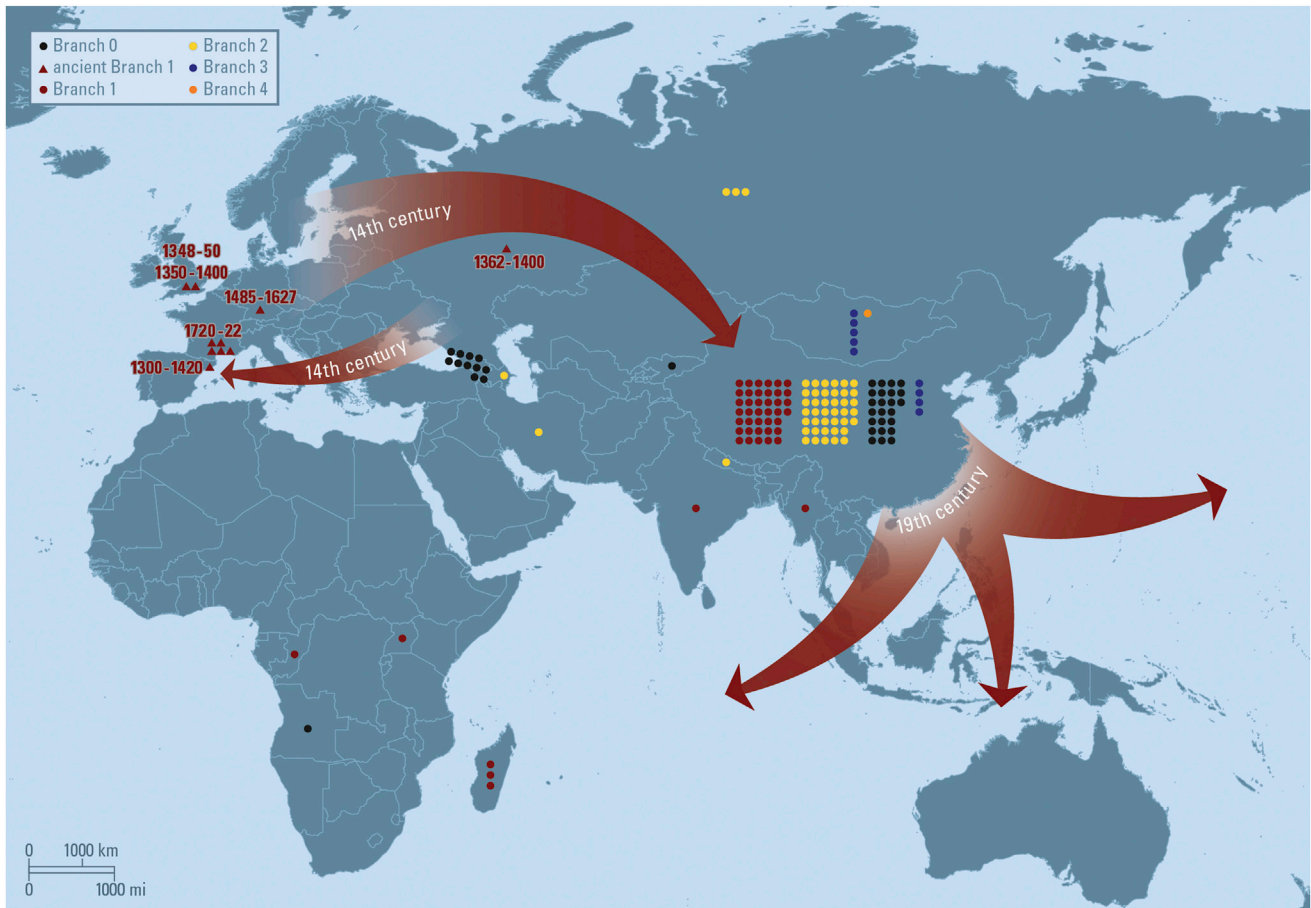 Branch 0
ancient Branch 1
Branch 1
Branch 2
Branch 3
Branch 4
14th century
1348-50
1350-1400
1362-1400
1485-1627
1720-22
14th century
1300-1420
19th century
0 1000 km
0 1000 mi